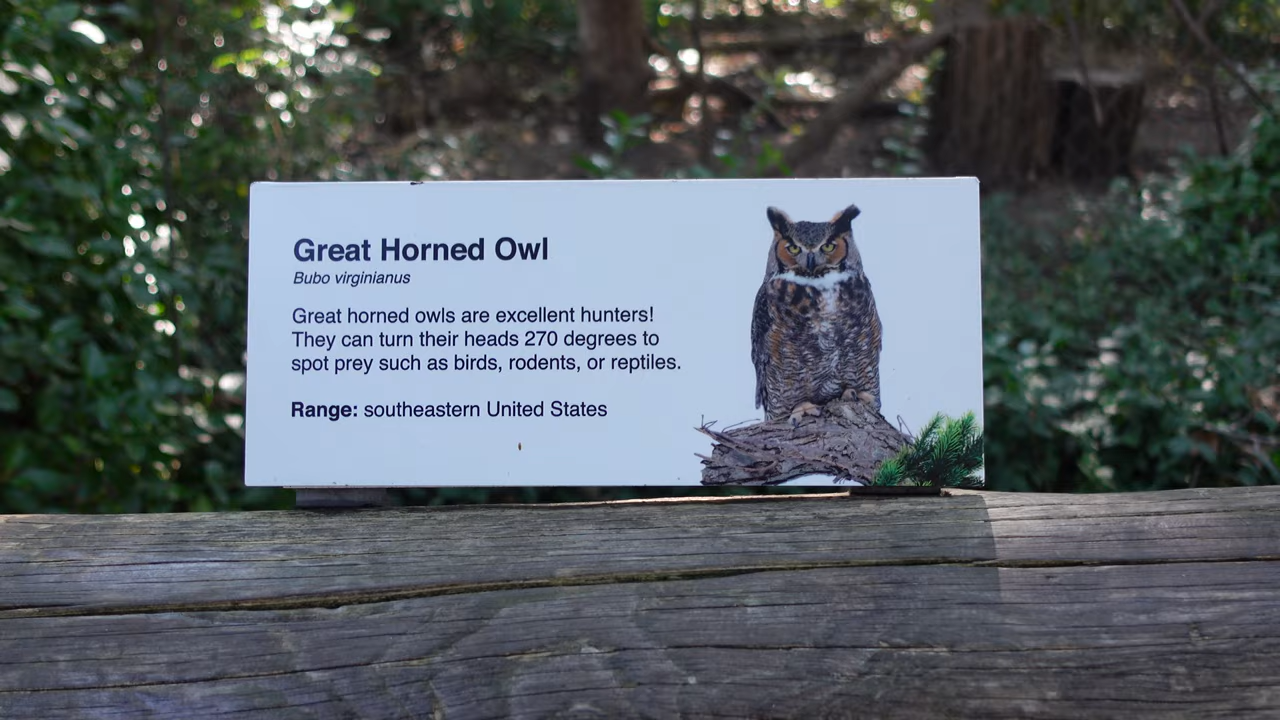 Great Horned Owl
Bubo virginianus
Great horned owls are excellent hunters!
They can turn their heads 270 degrees to
spot prey such as birds, rodents, or reptiles.
Range: southeastern United States